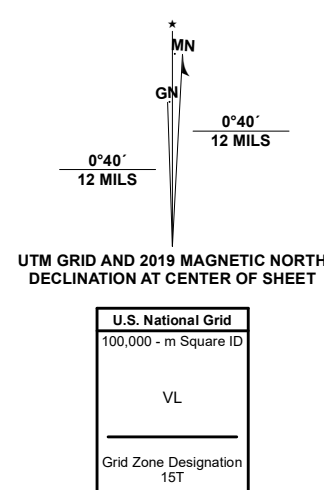 ★
MN
GN
0°40´
12 MILS
0°40´
12 MILS
UTM GRID AND 2019 MAGNETIC NORTH
DECLINATION AT CENTER OF SHEET
U.S. National Grid
100,000 - m Square ID
VL
Grid Zone Designation
15T